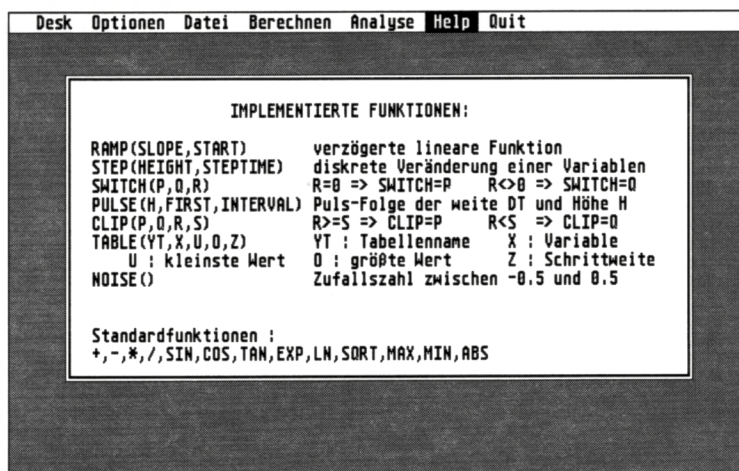 Desk Optionen Datei Berechnen Analyse Help Quit
IMPLEMENTIERTE FUNKTIONEN:
RAMP(SLOPE,START) verzögerte lineare Funktion
STEP(HEIGHT,STEPTIME) diskrete Veränderung einer Variablen
SWITCH(P,Q,R) R=0 => SWITCH=P R<>0 => SWITCH=Q
PULSE(H,FIRST,INTERVAL) Puls-Folge der weite DT und Höhe H
CLIP(P,Q,R,S) R>=S => CLIP=P R<S => CLIP=Q
TABLE(YT,X,U,O,Z) YT : Tabellenname X : Variable
U : kleinste Wert O : größte Wert Z : Schrittweite
NOISE() Zufallszahl zwischen -0.5 und 0.5
Standardfunktionen :
+,-,*,/,SIN,COS,TAN,EXP,LN,SQRT,MAX,MIN,ABS